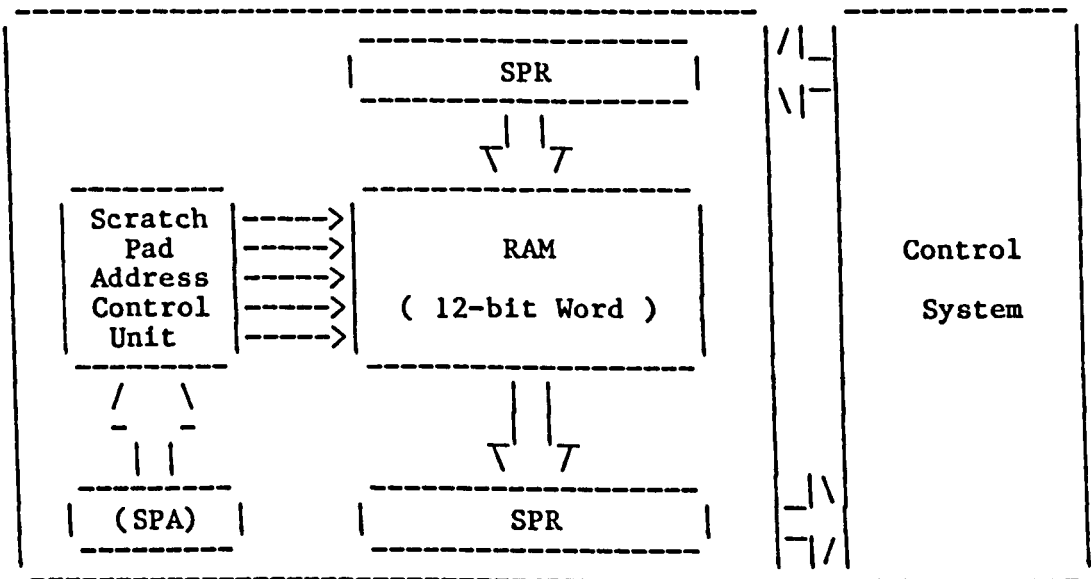 SPR
Scratch
Pad
Address
Control
Unit
RAM
( 12-bit Word )
Control
System
(SPA)
SPR